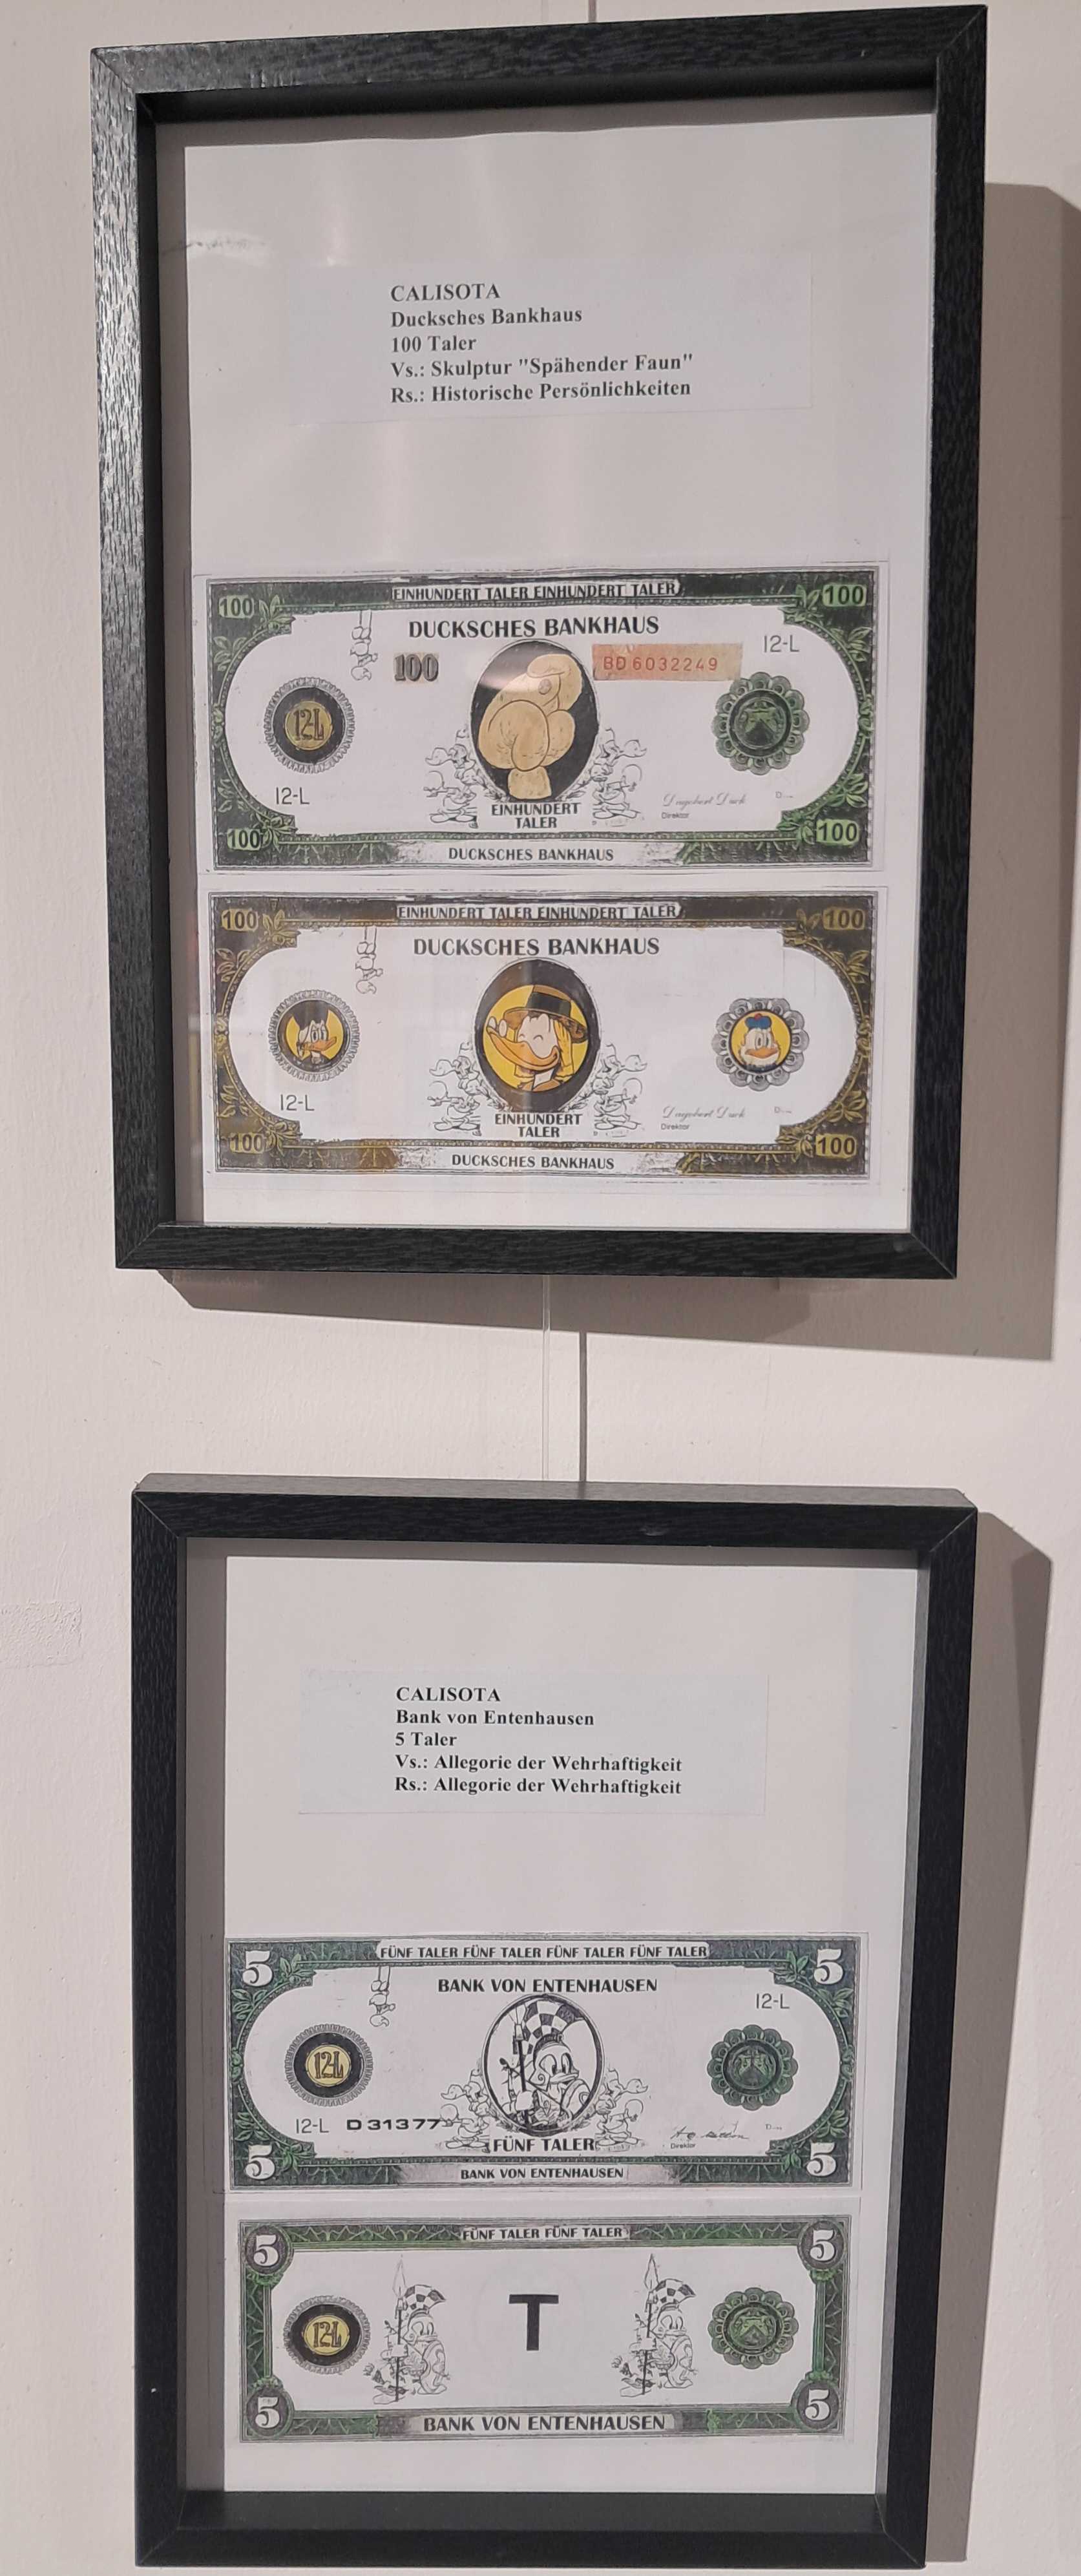 CALISOTA
Ducksches Bankhaus
100 Taler
Vs.: Skulptur "Spähender Faun"
Rs.: Historische Persönlichkeiten
100 EINHUNDERT TALER EINHUNDERT TALER 100
DUCKSCHES BANKHAUS
12-L
100
BD 6032249
12-L
12-L
Dagobert Duck
Direktor
EINHUNDERT
TALER
100 100
DUCKSCHES BANKHAUS
100 EINHUNDERT TALER EINHUNDERT TALER 100
DUCKSCHES BANKHAUS
12-L
Dagobert Duck
Direktor
EINHUNDERT
TALER
100 100
DUCKSCHES BANKHAUS
CALISOTA
Bank von Entenhausen
5 Taler
Vs.: Allegorie der Wehrhaftigkeit
Rs.: Allegorie der Wehrhaftigkeit
5 FÜNF TALER FÜNF TALER FÜNF TALER FÜNF TALER 5
BANK VON ENTENHAUSEN
12-L
12L
12-L D 31377
Direktor
FÜNF TALER
5 5
BANK VON ENTENHAUSEN
5 FÜNF TALER FÜNF TALER 5
12L
T
5 5
BANK VON ENTENHAUSEN